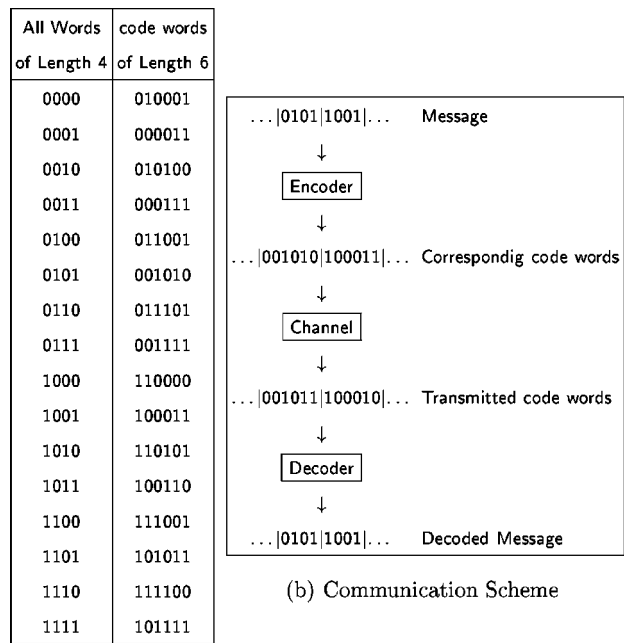 All Words code words
of Length 4 of Length 6
0000 010001
0001 000011
0010 010100
0011 000111
0100 011001
0101 001010
0110 011101
0111 001111
1000 110000
1001 100011
1010 110101
1011 100110
1100 111001
1101 101011
1110 111100
1111 101111
...|0101|1001|... Message
↓
Encoder
↓
...|001010|100011|... Correspondig code words
↓
Channel
↓
...|001011|100010|... Transmitted code words
↓
Decoder
↓
...|0101|1001|... Decoded Message
(b) Communication Scheme